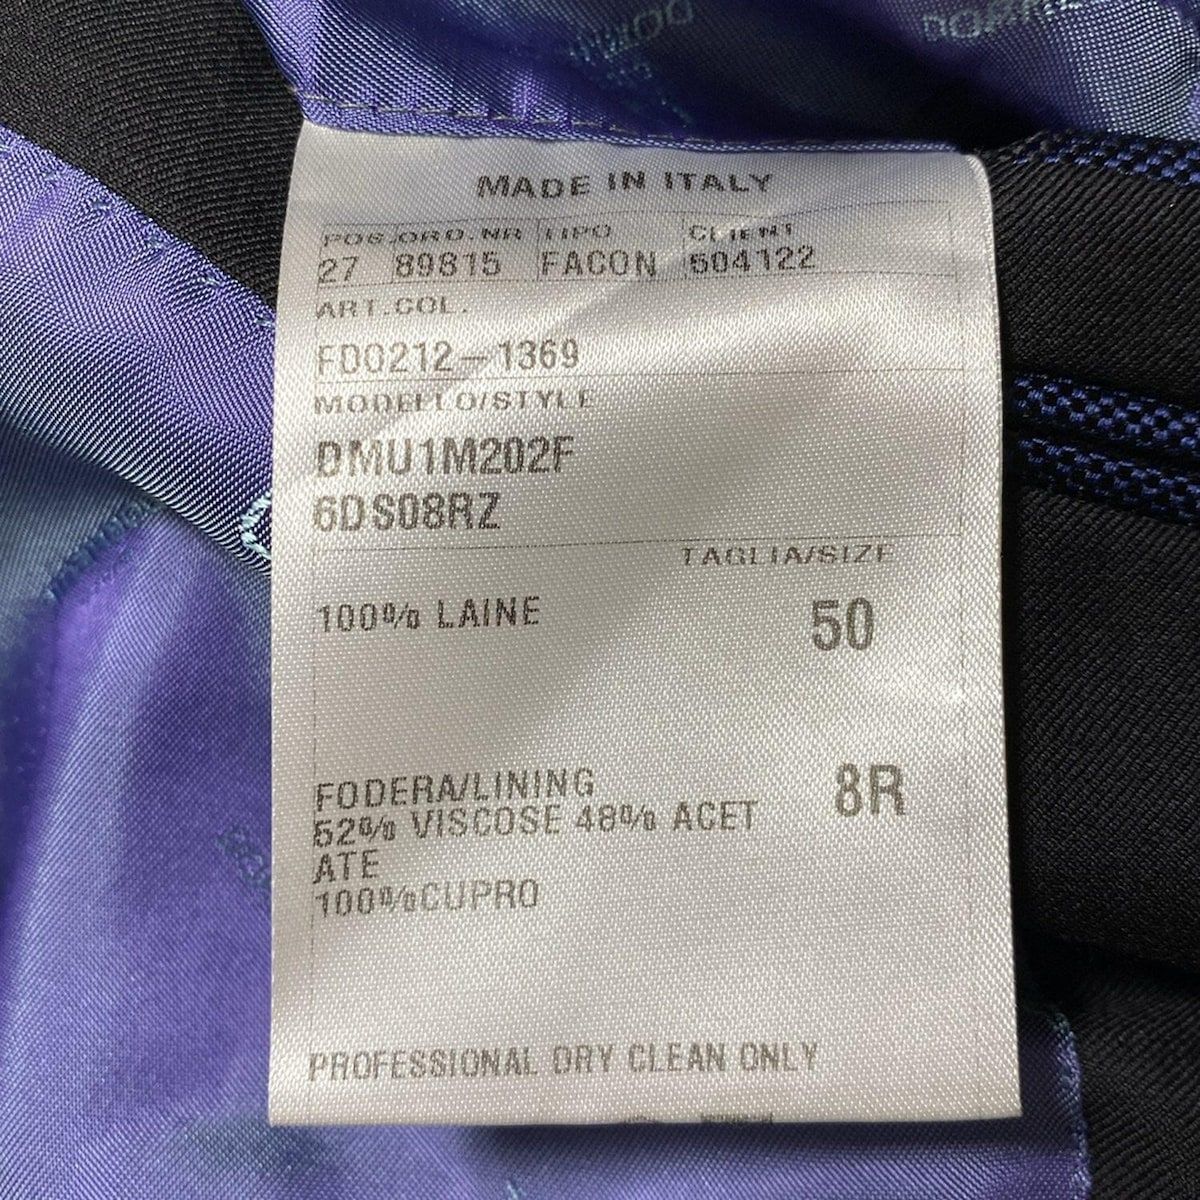 MADE IN ITALY
POS. ORD.NR TIPO CLIENT
27 89815 FACON 504122
ART.COL.
FD0212-1369
MODELLO/STYLE
DMU1M202F
6DS08RZ
TAGLIA/SIZE
100% LAINE 50
FODERA/LINING 8R
52% VISCOSE 48% ACET
ATE
100%CUPRO
PROFESSIONAL DRY CLEAN ONLY